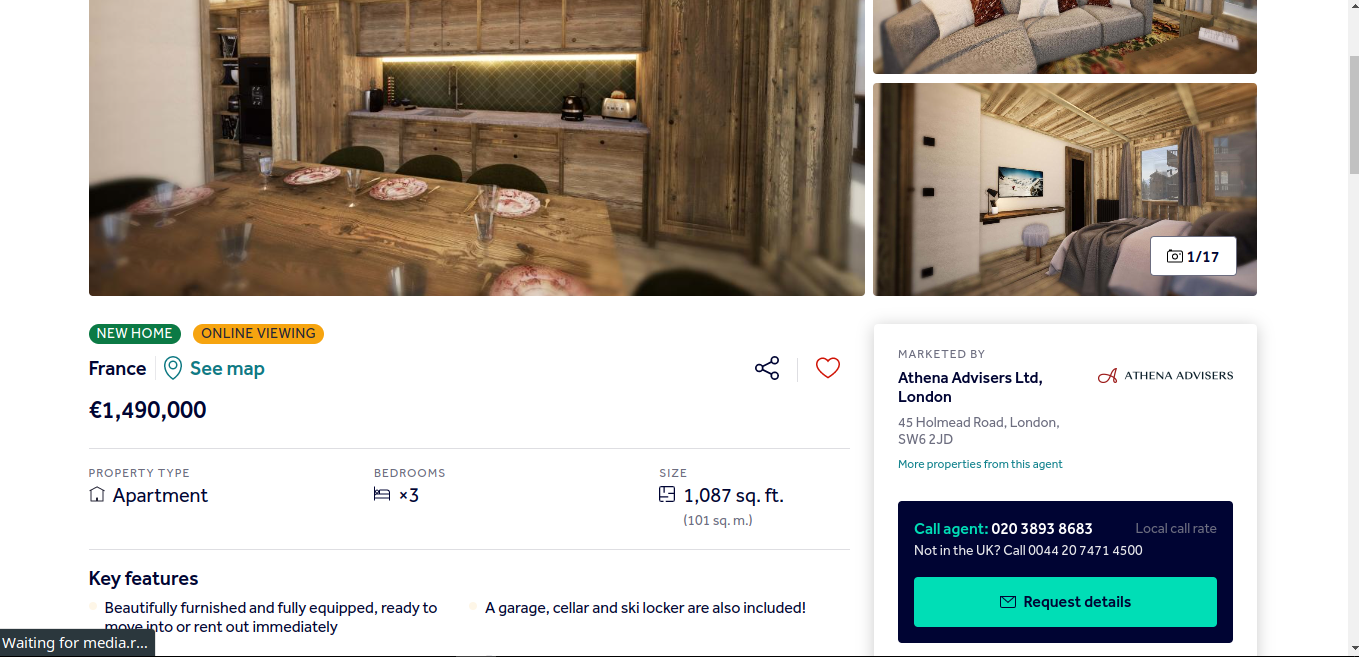 1/17
NEW HOME
ONLINE VIEWING
France
See map
€1,490,000
PROPERTY TYPE
Apartment
BEDROOMS
×3
SIZE
1,087 sq. ft.
(101 sq. m.)
Key features
Beautifully furnished and fully equipped, ready to
move into or rent out immediately
A garage, cellar and ski locker are also included!
MARKETED BY
Athena Advisers Ltd,
London
ATHENA ADVISERS
45 Holmead Road, London,
SW6 2JD
More properties from this agent
Call agent: 020 3893 8683
Local call rate
Not in the UK? Call 0044 20 7471 4500
Request details
Waiting for media.r...